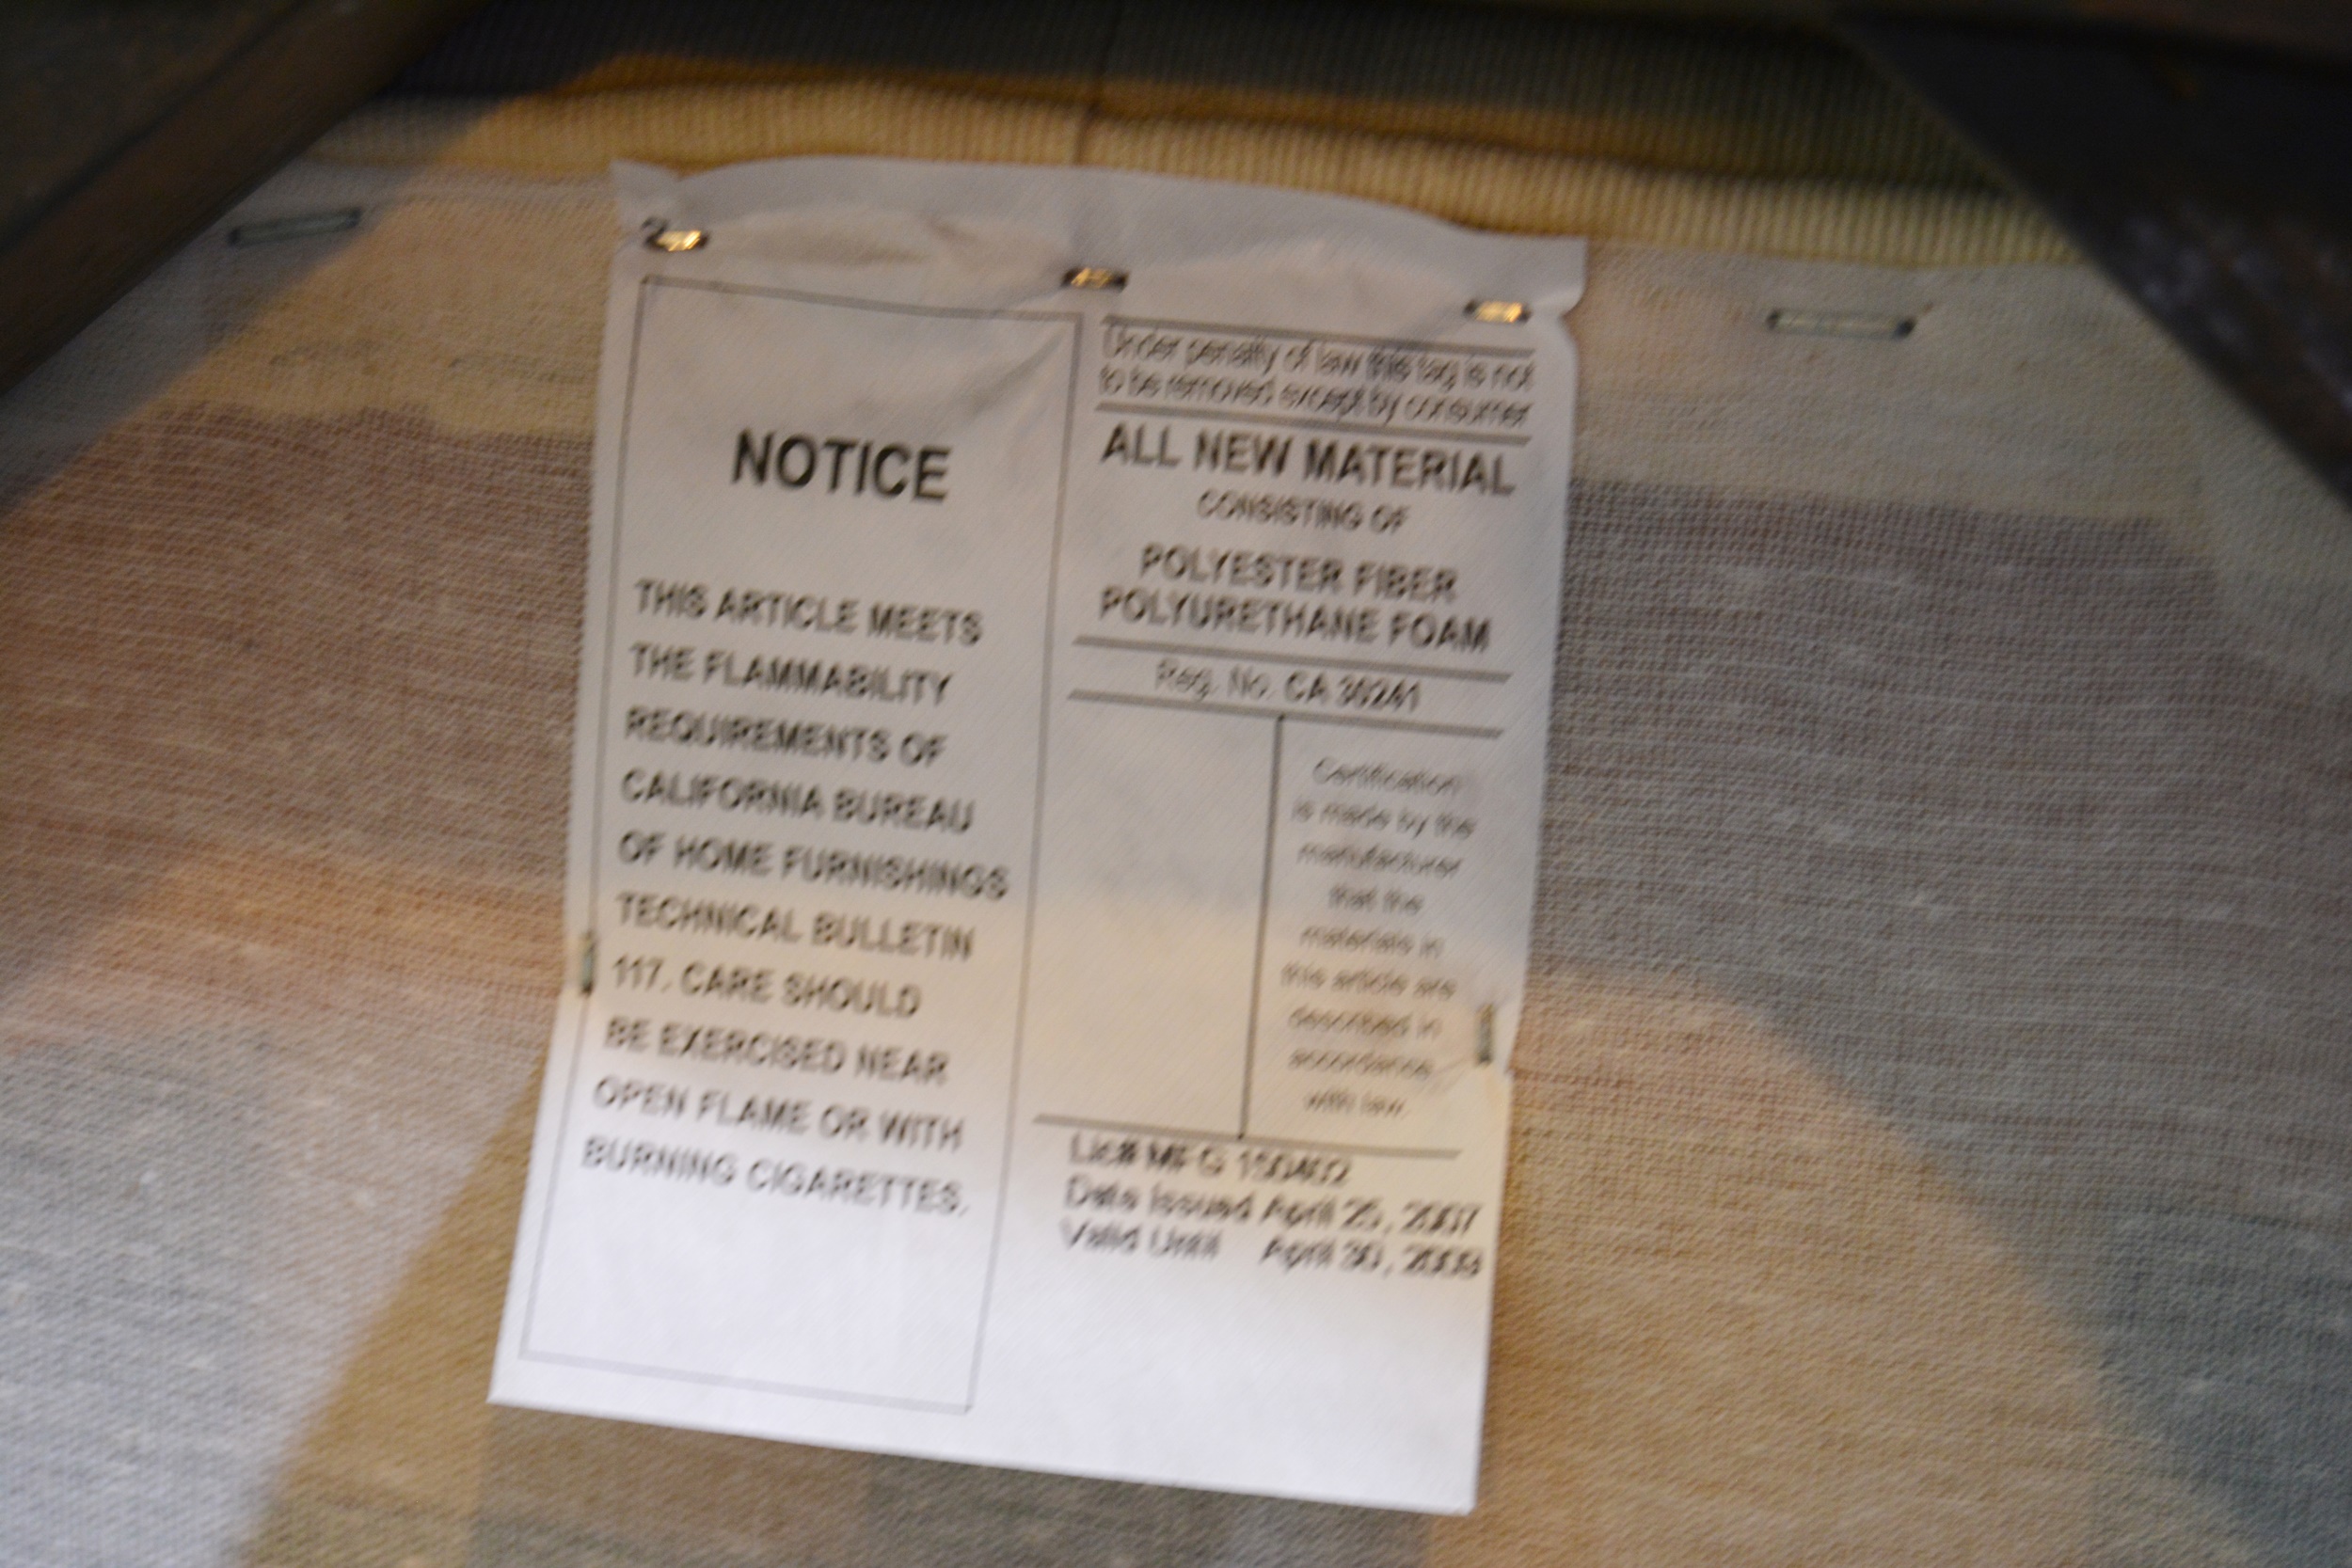 NOTICE
THIS ARTICLE MEETS
THE FLAMMABILITY
REQUIREMENTS OF
CALIFORNIA BUREAU
OF HOME FURNISHINGS
TECHNICAL BULLETIN
117. CARE SHOULD
BE EXERCISED NEAR
OPEN FLAME OR WITH
BURNING CIGARETTES.
Under penalty of law this tag is not
to be removed except by consumer
ALL NEW MATERIAL
CONSISTING OF
POLYESTER FIBER
POLYURETHANE FOAM
Reg. No. CA
Certification
is made by the
manufacturer
that the
materials in
this article are
described in
accordance
with law.
Lic# MFG
Date Issued April 25, 2007
Valid Until April 30,